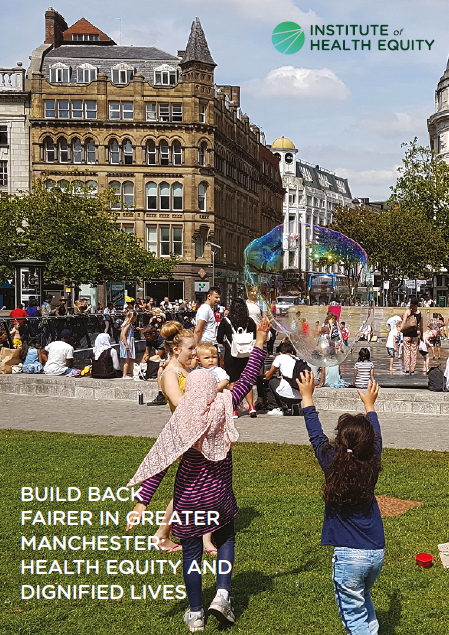 INSTITUTE of
HEALTH EQUITY
BUILD BACK
FAIRER IN GREATER
MANCHESTER:
HEALTH EQUITY AND
DIGNIFIED LIVES